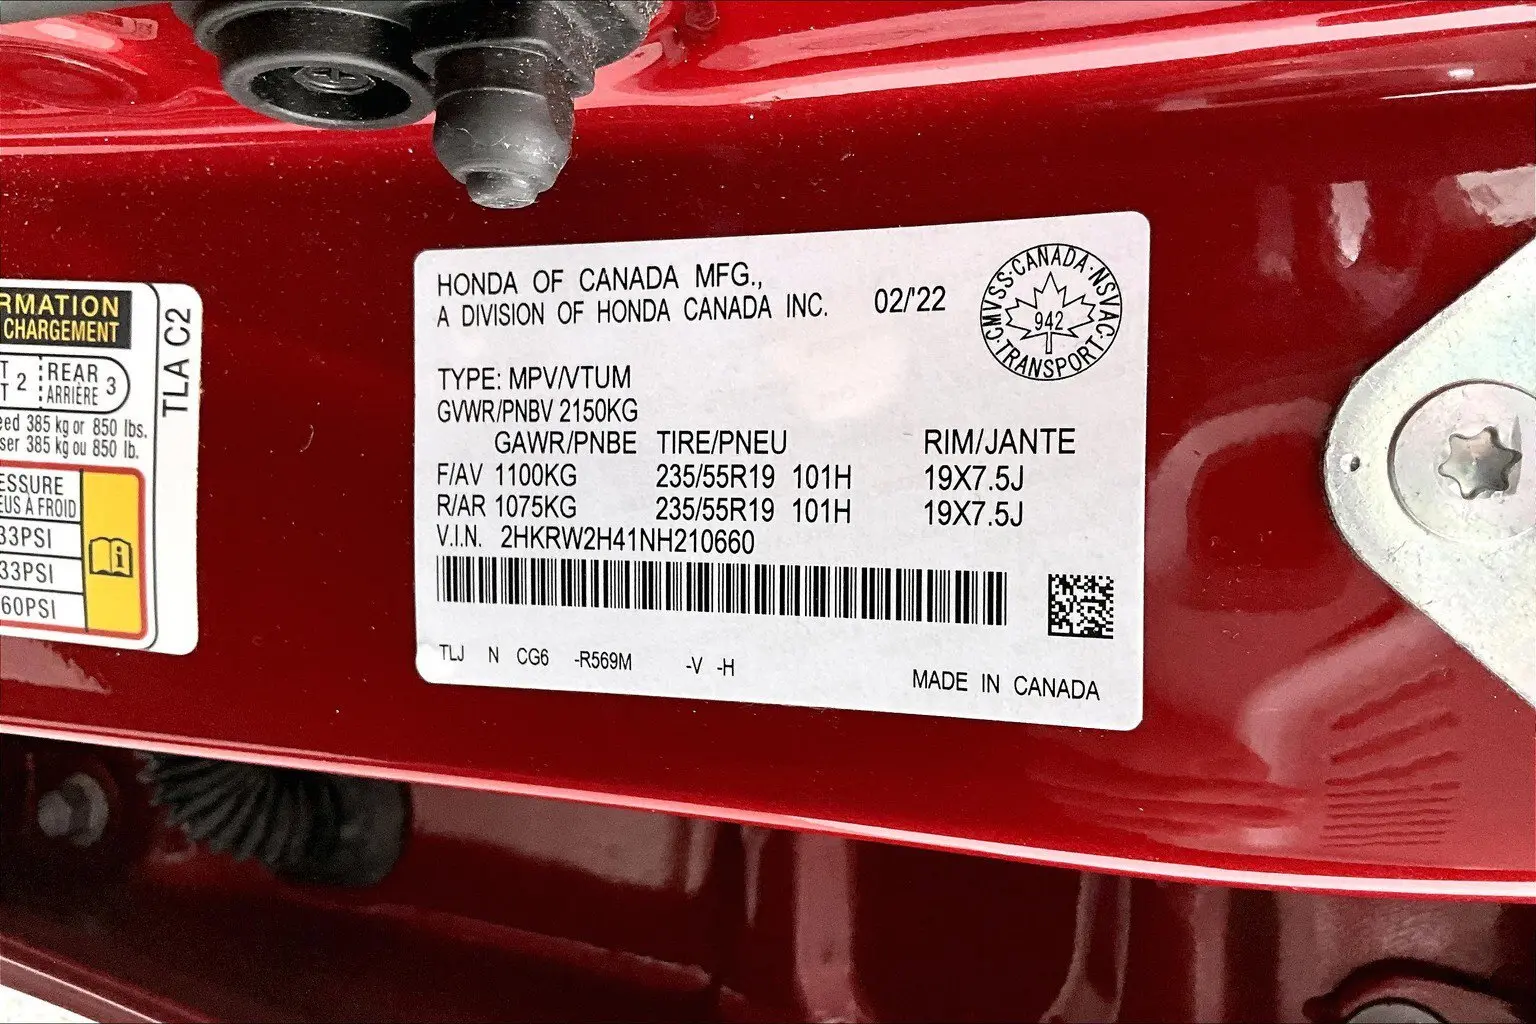 RMATION
CHARGEMENT
T 2 REAR 3
T ARRIÈRE
eed 385 kg or 850 lbs.
ser 385 kg ou 850 lb.
ESSURE
EUS À FROID
33PSI
33PSI
60PSI
TLA C2
HONDA OF CANADA MFG.,
A DIVISION OF HONDA CANADA INC. 02/'22
CMVSS·CANADA·NSVAC·TRANSPORT·
942
TYPE: MPV/VTUM
GVWR/PNBV 2150KG
GAWR/PNBE TIRE/PNEU RIM/JANTE
F/AV 1100KG 235/55R19 101H 19X7.5J
R/AR 1075KG 235/55R19 101H 19X7.5J
V.I.N. 2HKRW2H41NH210660
TLJ N CG6 -R569M -V -H
MADE IN CANADA